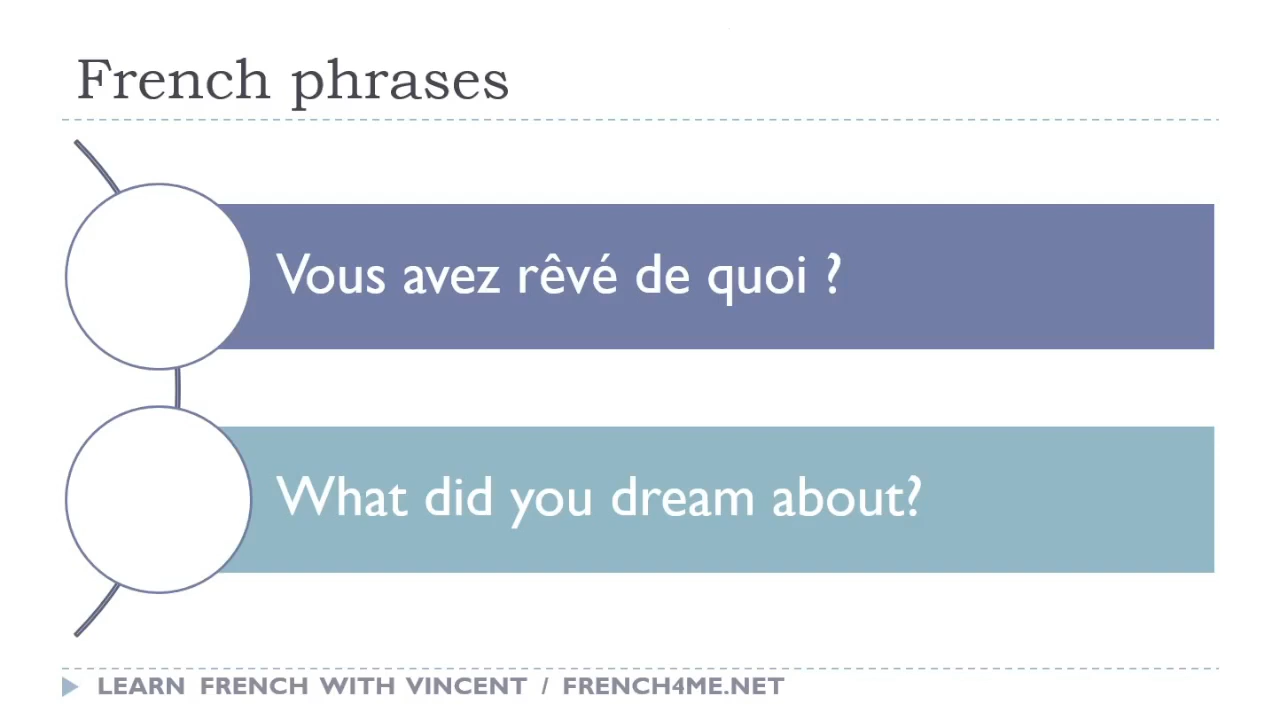 French phrases
Vous avez rêvé de quoi ?
What did you dream about?
LEARN FRENCH WITH VINCENT / FRENCH4ME.NET